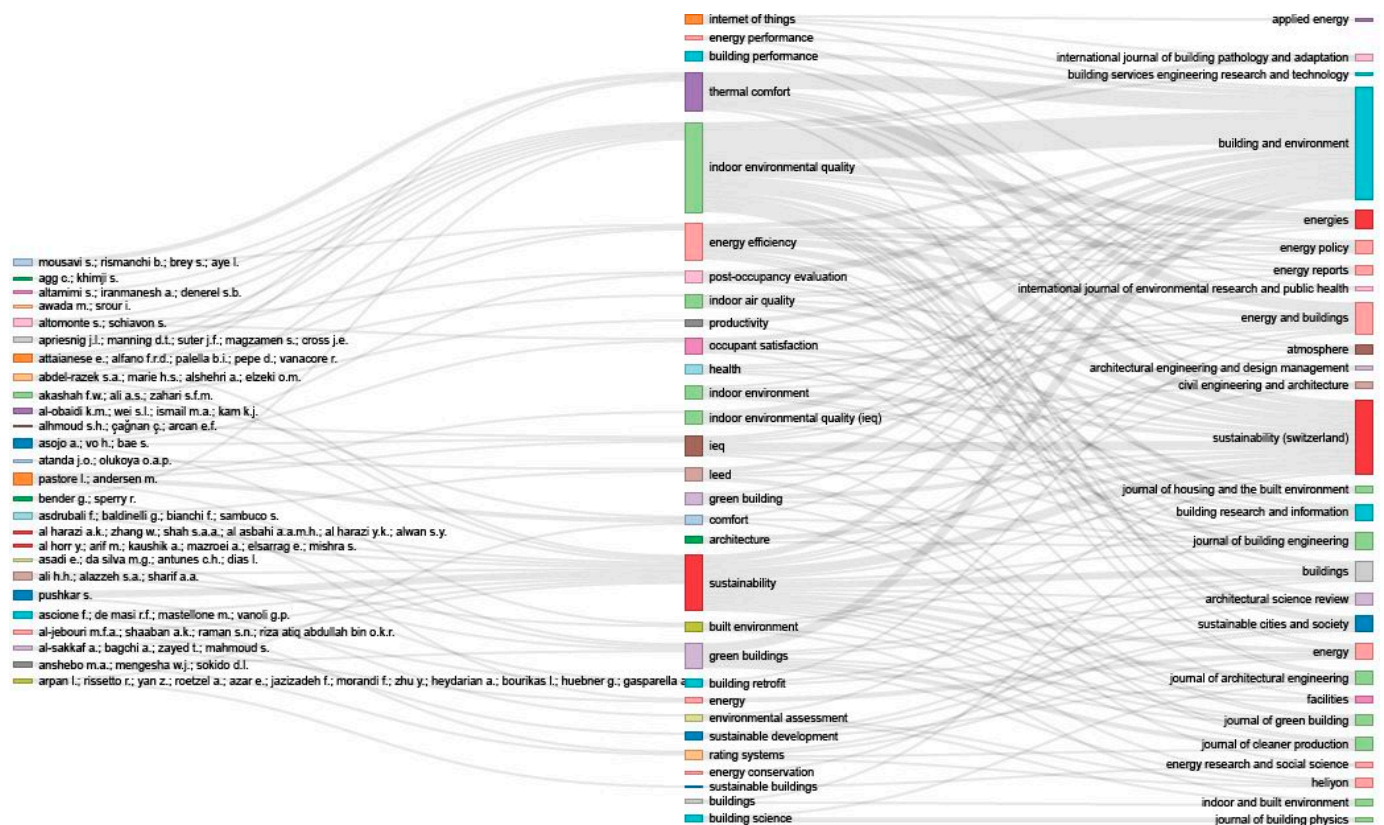 mousavi s.; rismanchi b.; brey s.; aye l.
agg c.; khimji s.
altamimi s.; iranmanesh a.; denerel s.b.
awada m.; srour i.
altomonte s.; schiavon s.
apriesnig j.l.; manning d.t.; suter j.f.; magzamen s.; cross j.e.
attaianese e.; alfano f.r.d.; palella b.i.; pepe d.; vanacore r.
abdel-razek s.a.; marie h.s.; alshehri a.; elzeki o.m.
akashah f.w.; ali a.s.; zahari s.f.m.
al-obaidi k.m.; wei s.l.; ismail m.a.; kam k.j.
alhmoud s.h.; çağnan ç.; arcan e.f.
asojo a.; vo h.; bae s.
atanda j.o.; olukoya o.a.p.
pastore l.; andersen m.
bender g.; sperry r.
asdrubali f.; baldinelli g.; bianchi f.; sambuco s.
al harazi a.k.; zhang w.; shah s.a.a.; al asbahi a.a.m.h.; al harazi y.k.; alwan s.y.
al horr y.; arif m.; kaushik a.; mazroei a.; elsarrag e.; mishra s.
asadi e.; da silva m.g.; antunes c.h.; dias l.
ali h.h.; alazzeh s.a.; sharif a.a.
pushkar s.
ascione f.; de masi r.f.; mastellone m.; vanoli g.p.
al-jebouri m.f.a.; shaaban a.k.; raman s.n.; riza atiq abdullah bin o.k.r.
al-sakkaf a.; bagchi a.; zayed t.; mahmoud s.
anshebo m.a.; mengesha w.j.; sokido d.l.
arpan l.; rissetto r.; yan z.; roetzel a.; azar e.; jazizadeh f.; morandi f.; zhu y.; heydarian a.; bourikas l.; huebner g.; gasparella a
internet of things
energy performance
building performance
thermal comfort
indoor environmental quality
energy efficiency
post-occupancy evaluation
indoor air quality
productivity
occupant satisfaction
health
indoor environment
indoor environmental quality (ieq)
ieq
leed
green building
comfort
architecture
sustainability
built environment
green buildings
building retrofit
energy
environmental assessment
sustainable development
rating systems
energy conservation
sustainable buildings
buildings
building science
applied energy
international journal of building pathology and adaptation
building services engineering research and technology
building and environment
energies
energy policy
energy reports
international journal of environmental research and public health
energy and buildings
atmosphere
architectural engineering and design management
civil engineering and architecture
sustainability (switzerland)
journal of housing and the built environment
building research and information
journal of building engineering
buildings
architectural science review
sustainable cities and society
energy
journal of architectural engineering
facilities
journal of green building
journal of cleaner production
energy research and social science
heliyon
indoor and built environment
journal of building physics